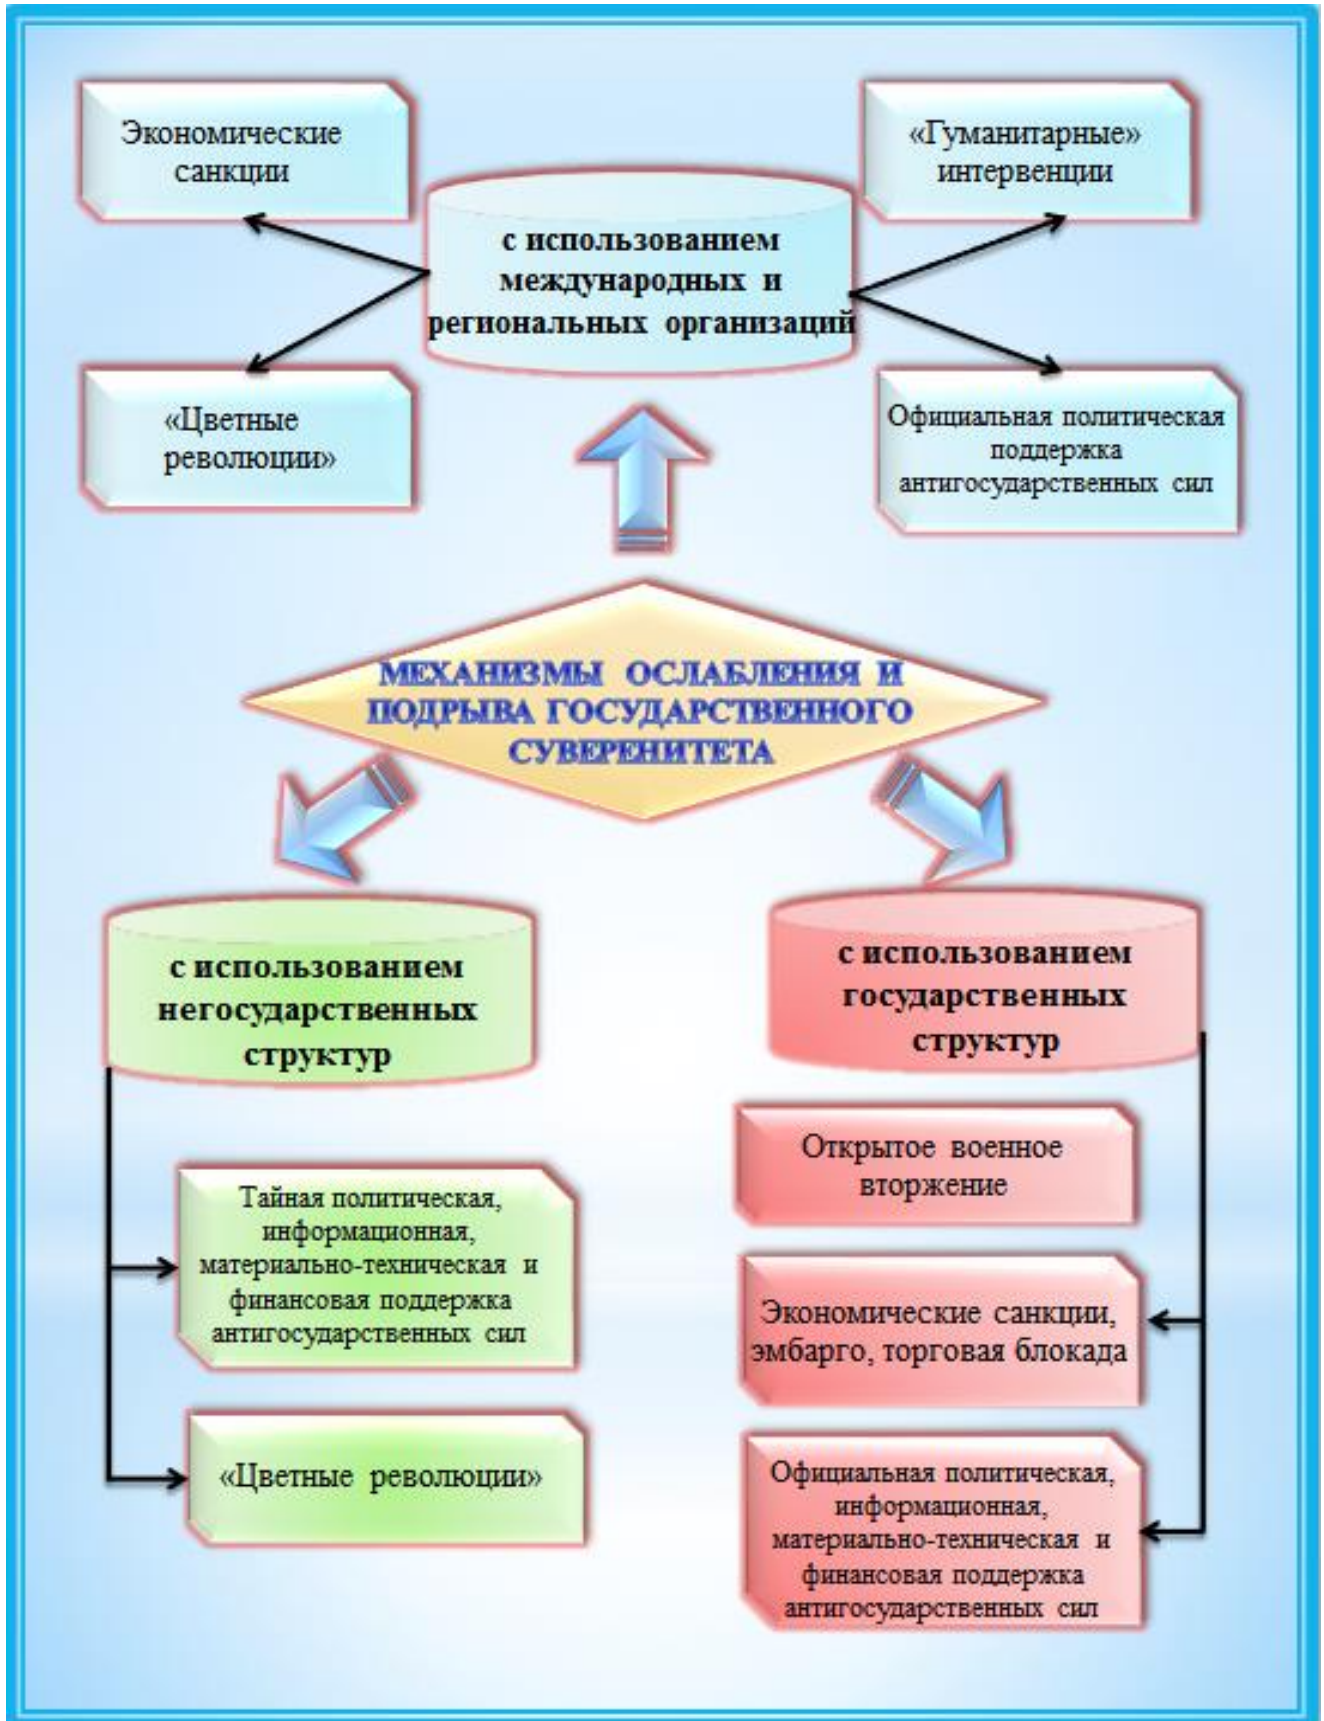 Экономические
санкции
«Гуманитарные»
интервенции
с использованием
международных и
региональных организаций
«Цветные
революции»
Официальная политическая
поддержка
антигосударственных сил
МЕХАНИЗМЫ ОСЛАБЛЕНИЯ И
ПОДРЫВА ГОСУДАРСТВЕННОГО
СУВЕРЕНИТЕТА
с использованием
негосударственных
структур
Тайная политическая,
информационная,
материально-техническая и
финансовая поддержка
антигосударственных сил
«Цветные революции»
с использованием
государственных
структур
Открытое военное
вторжение
Экономические санкции,
эмбарго, торговая блокада
Официальная политическая,
информационная,
материально-техническая и
финансовая поддержка
антигосударственных сил